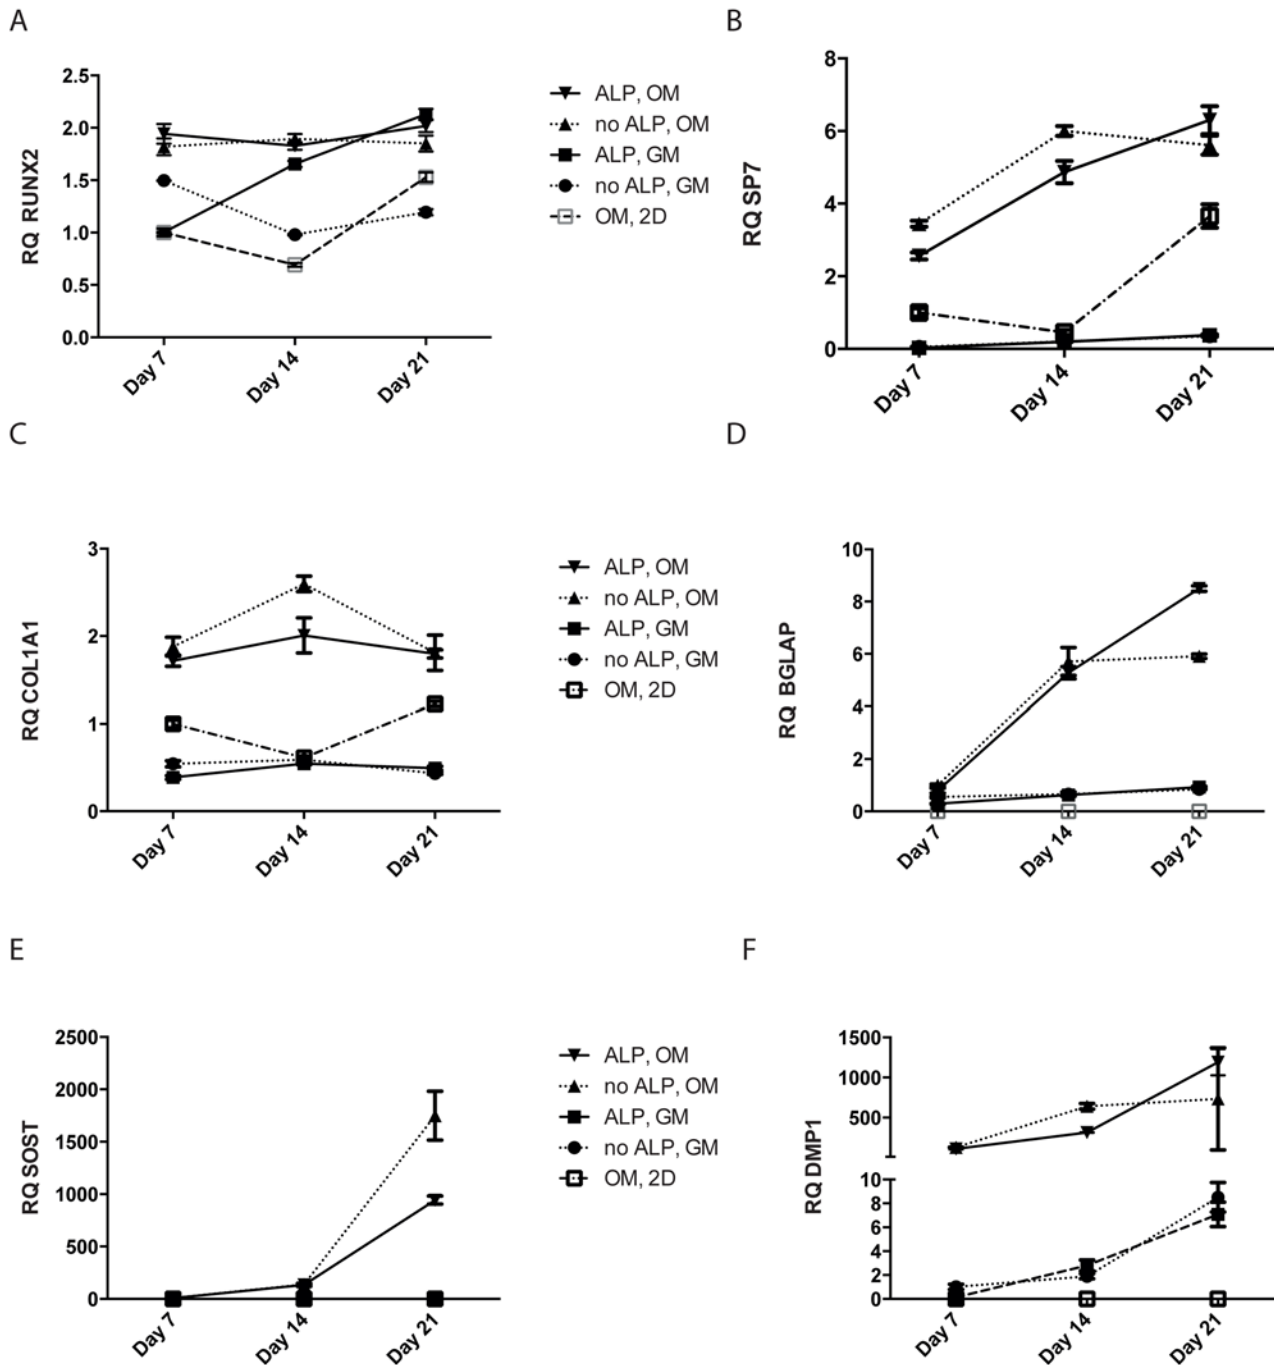 A
RQ RUNX2
2.5
2.0
1.5
1.0
0.5
0.0
Day 7
Day 14
Day 21
ALP, OM
no ALP, OM
ALP, GM
no ALP, GM
OM, 2D
B
RQ SP7
8
6
4
2
0
Day 7
Day 14
Day 21
C
RQ COL1A1
3
2
1
0
Day 7
Day 14
Day 21
ALP, OM
no ALP, OM
ALP, GM
no ALP, GM
OM, 2D
D
RQ BGLAP
10
8
6
4
2
0
Day 7
Day 14
Day 21
E
RQ SOST
2500
2000
1500
1000
500
0
Day 7
Day 14
Day 21
ALP, OM
no ALP, OM
ALP, GM
no ALP, GM
OM, 2D
F
RQ DMP1
1500
1000
500
10
8
6
4
2
0
Day 7
Day 14
Day 21